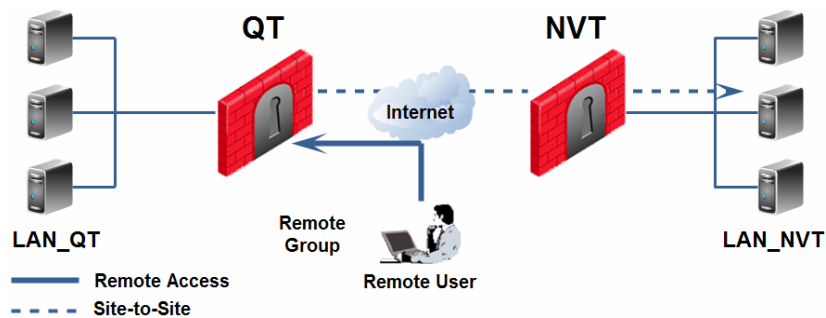 QT
NVT
Internet
LAN_QT
Remote
Group
LAN_NVT
Remote User
Remote Access
Site-to-Site